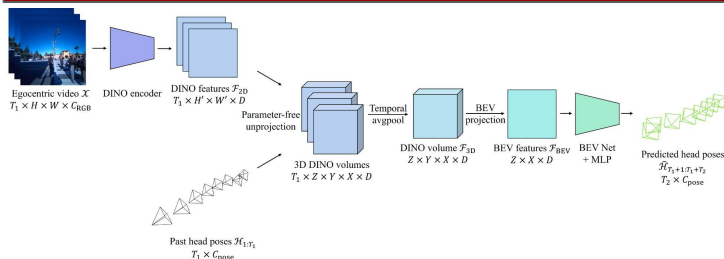 Egocentric video 𝒳
T₁ × H × W × C_RGB
DINO encoder
DINO features ℱ_2D
T₁ × H′ × W′ × D
Parameter-free
unprojection
3D DINO volumes
T₁ × Z × Y × X × D
Past head poses ℋ_{1:T₁}
T₁ × C_pose
Temporal
avgpool
DINO volume ℱ_3D
Z × Y × X × D
BEV
projection
BEV features ℱ_BEV
Z × X × D
BEV Net
+ MLP
Predicted head poses
ℋ̂_{T₁+1:T₁+T₂}
T₂ × C_pose